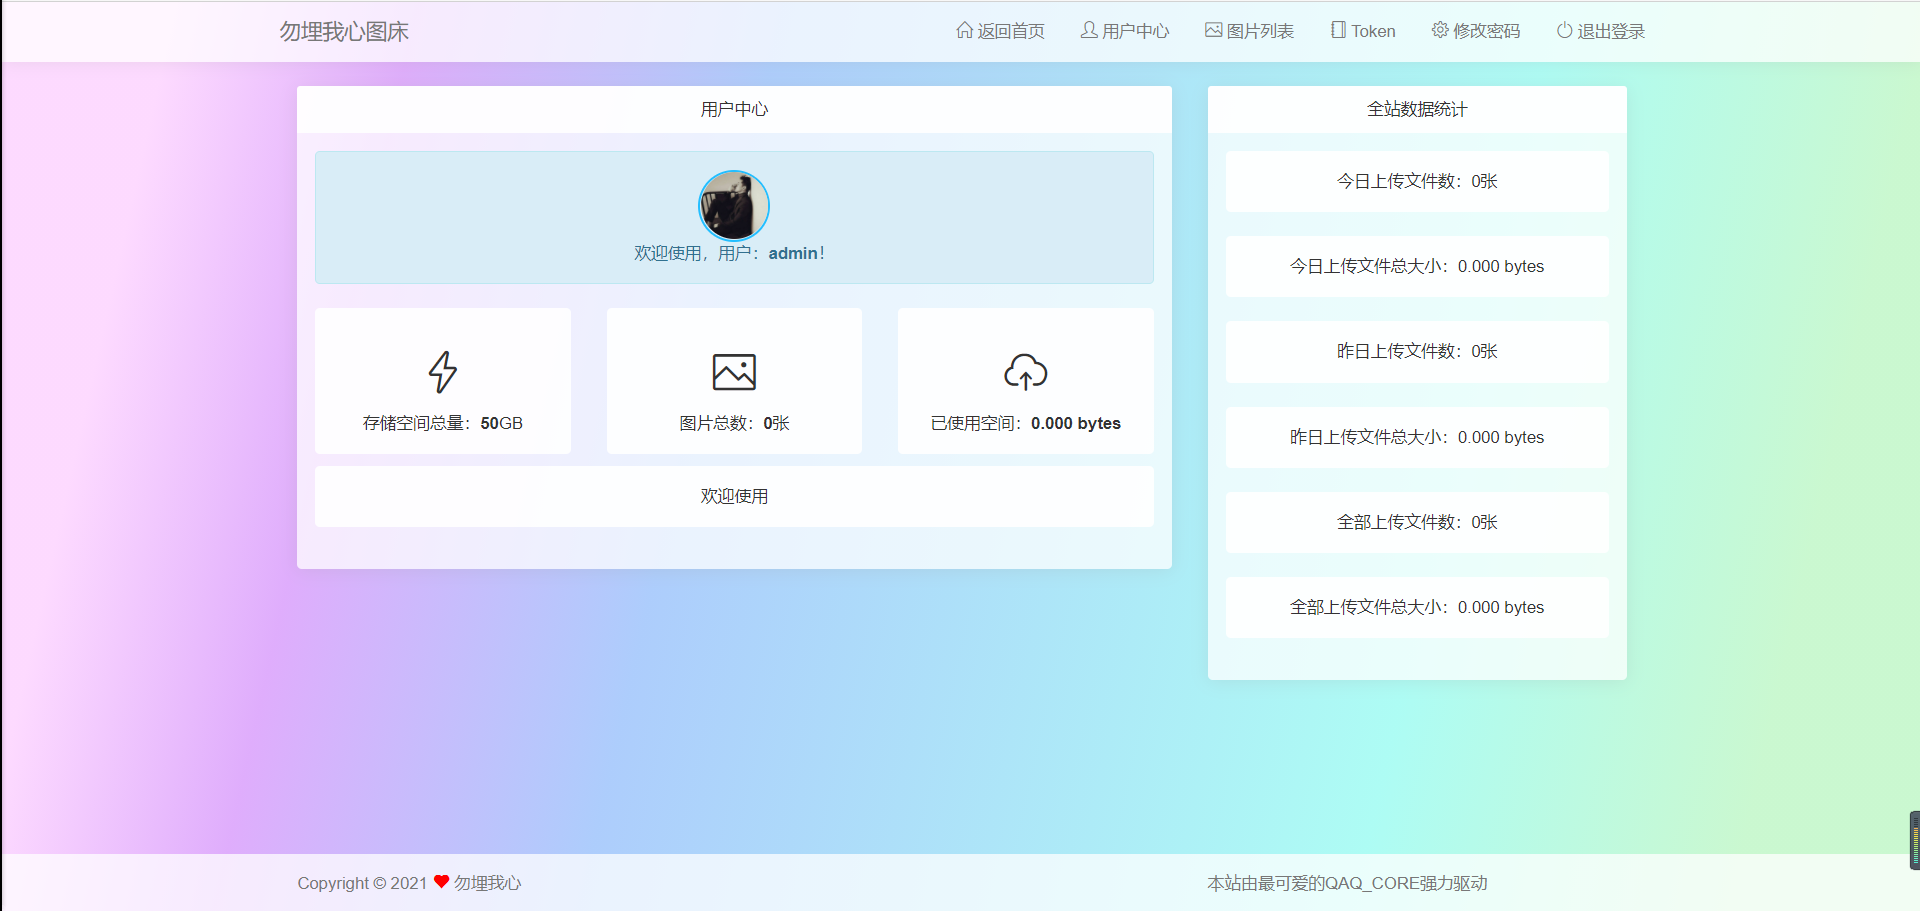 勿埋我心图床
返回首页 用户中心 图片列表 Token 修改密码 退出登录
用户中心
欢迎使用，用户：admin！
存储空间总量：50GB
图片总数：0张
已使用空间：0.000 bytes
欢迎使用
全站数据统计
今日上传文件数：0张
今日上传文件总大小：0.000 bytes
昨日上传文件数：0张
昨日上传文件总大小：0.000 bytes
全部上传文件数：0张
全部上传文件总大小：0.000 bytes
Copyright © 2021 ❤ 勿埋我心
本站由最可爱的QAQ_CORE强力驱动